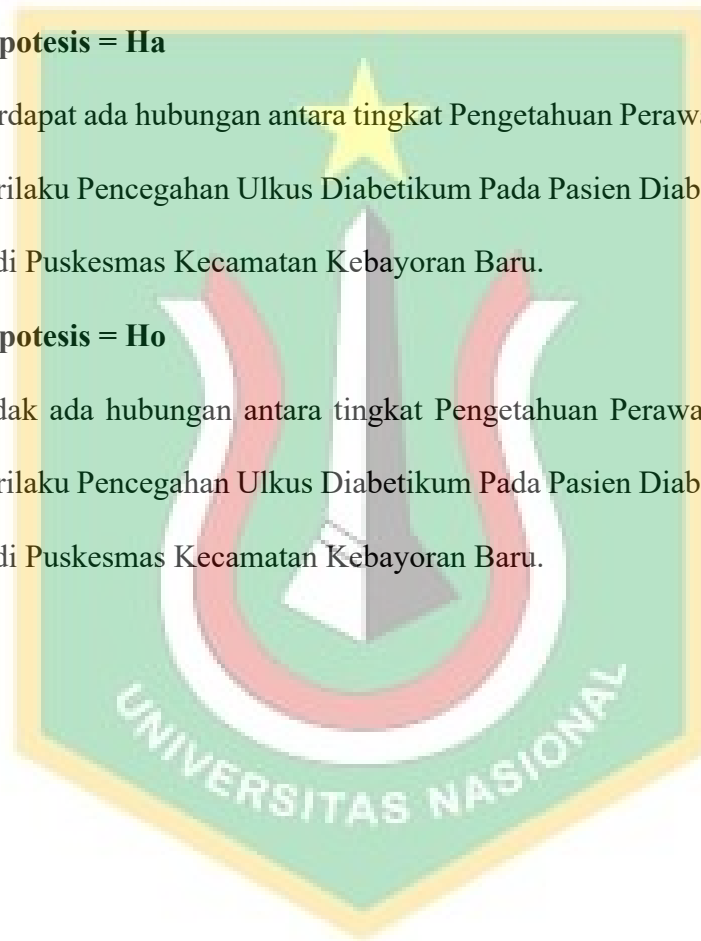 potesis = Ha
rdapat ada hubungan antara tingkat Pengetahuan Perawa
rilaku Pencegahan Ulkus Diabetikum Pada Pasien Diab
di Puskesmas Kecamatan Kebayoran Baru.
potesis = Ho
dak ada hubungan antara tingkat Pengetahuan Perawa
rilaku Pencegahan Ulkus Diabetikum Pada Pasien Diab
di Puskesmas Kecamatan Kebayoran Baru.
UNIVERSITAS NASIONAL